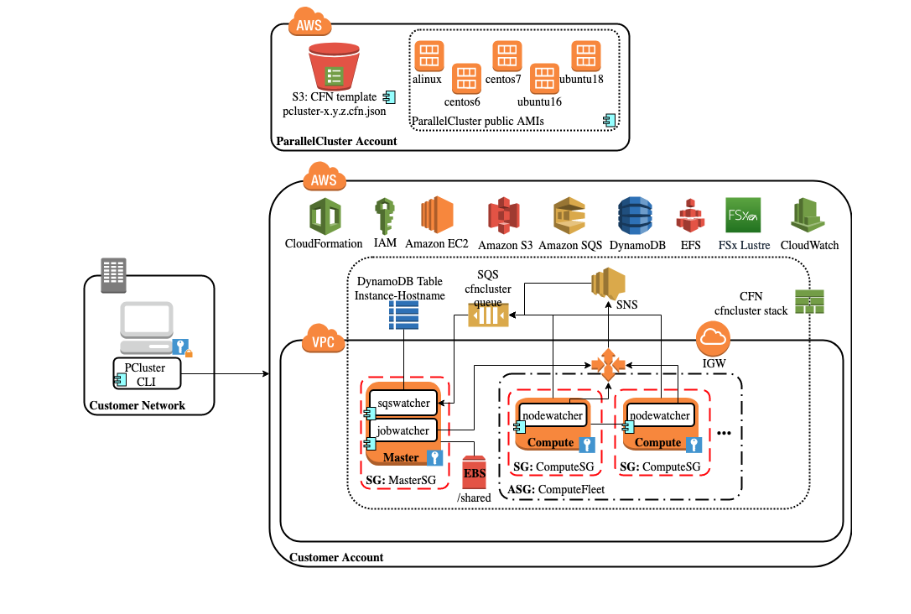 AWS
alinux
centos6
centos7
ubuntu16
ubuntu18
S3: CFN template
pcluster-x.y.z.cfn.json
ParallelCluster public AMIs
ParallelCluster Account
AWS
CloudFormation
IAM
Amazon EC2
Amazon S3
Amazon SQS
DynamoDB
EFS
FSx
FSx Lustre
CloudWatch
DynamoDB Table
Instance-Hostname
SQS
cfncluster
queue
SNS
CFN
cfncluster stack
VPC
IGW
PCluster
CLI
Customer Network
sqswatcher
jobwatcher
Master
SG: MasterSG
EBS
/shared
nodewatcher
Compute
SG: ComputeSG
nodewatcher
Compute
SG: ComputeSG
...
ASG: ComputeFleet
Customer Account